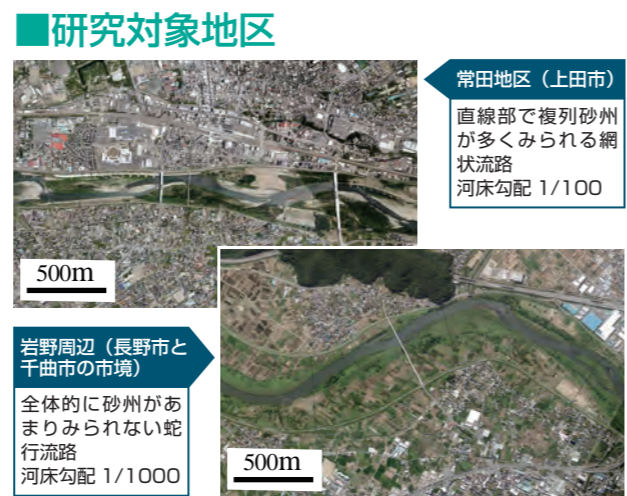 ■研究対象地区
常田地区（上田市）
直線部で複列砂州
が多くみられる網
状流路
河床勾配 1/100
500m
岩野周辺（長野市と
千曲市の市境）
全体的に砂州があ
まりみられない蛇
行流路
河床勾配 1/1000
500m